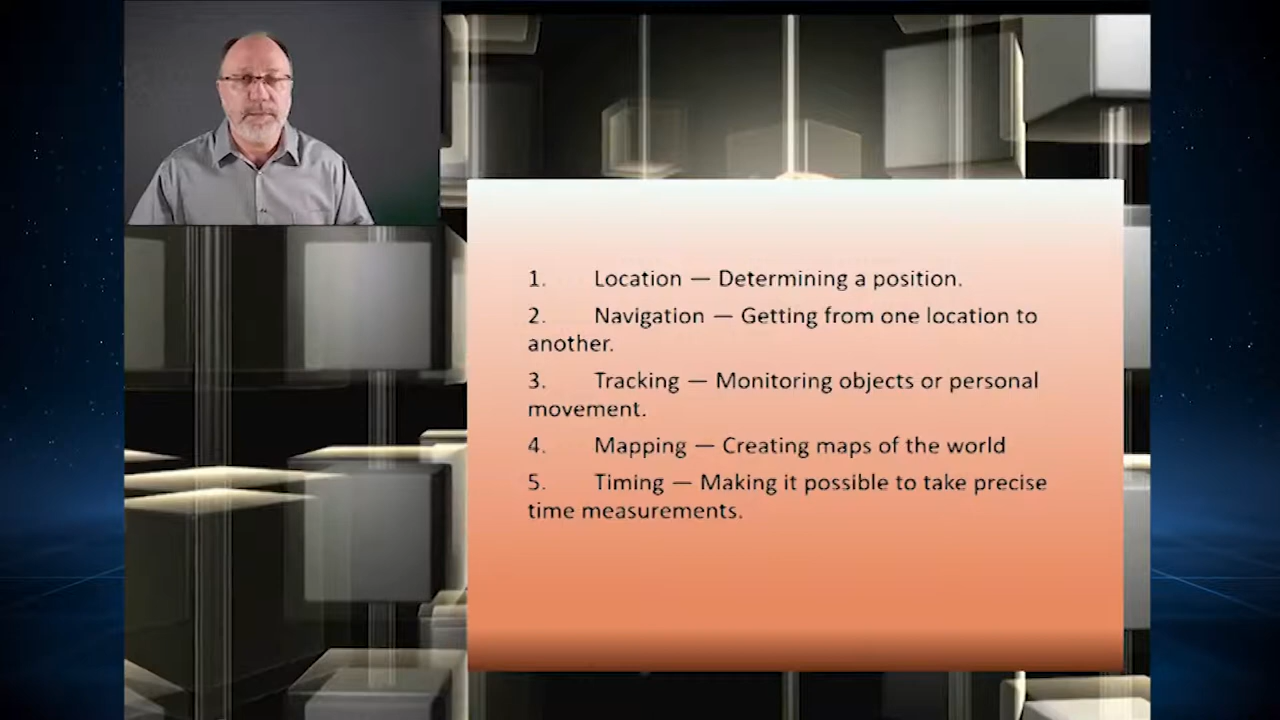 1. Location — Determining a position.
2. Navigation — Getting from one location to
another.
3. Tracking — Monitoring objects or personal
movement.
4. Mapping — Creating maps of the world
5. Timing — Making it possible to take precise
time measurements.